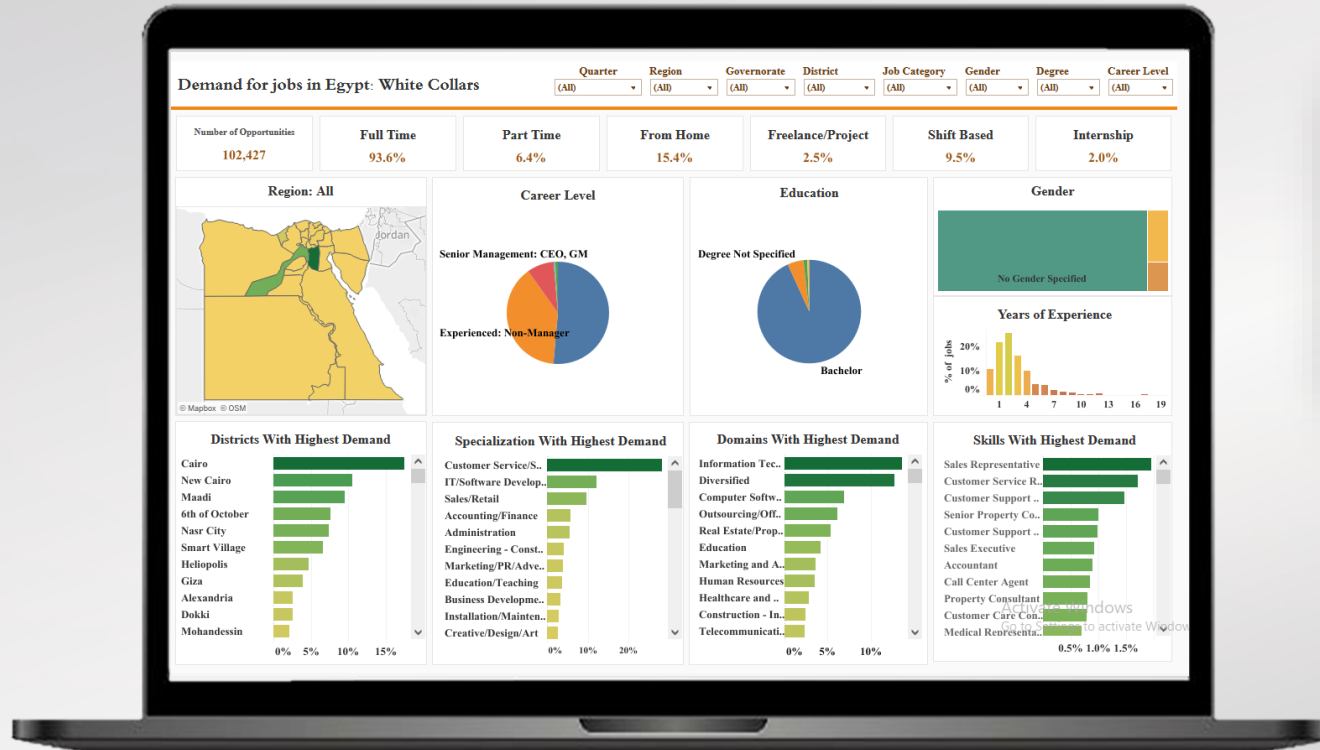 Demand for jobs in Egypt: White Collars
Quarter Region Governorate District Job Category Gender Degree Career Level
(All) (All) (All) (All) (All) (All) (All) (All)
Number of Opportunities
102,427
Full Time
93.6%
Part Time
6.4%
From Home
15.4%
Freelance/Project
2.5%
Shift Based
9.5%
Internship
2.0%
Region: All
Jordan
© Mapbox © OSM
Career Level
Senior Management: CEO, GM
Experienced: Non-Manager
Education
Degree Not Specified
Bachelor
Gender
No Gender Specified
Years of Experience
% of jobs
20%
10%
0%
1 4 7 10 13 16 19
Districts With Highest Demand
Cairo
New Cairo
Maadi
6th of October
Nasr City
Smart Village
Heliopolis
Giza
Alexandria
Dokki
Mohandessin
0% 5% 10% 15%
Specialization With Highest Demand
Customer Service/S..
IT/Software Develop..
Sales/Retail
Accounting/Finance
Administration
Engineering - Const..
Marketing/PR/Adve..
Education/Teaching
Business Developme..
Installation/Mainten..
Creative/Design/Art
0% 10% 20%
Domains With Highest Demand
Information Tec..
Diversified
Computer Softw..
Outsourcing/Off..
Real Estate/Prop..
Education
Marketing and A..
Human Resources
Healthcare and ..
Construction - In..
Telecommunicati..
0% 5% 10%
Skills With Highest Demand
Sales Representative
Customer Service R..
Customer Support ..
Senior Property Co..
Customer Support ..
Sales Executive
Accountant
Call Center Agent
Property Consultant
Customer Care Con..
Medical Representa..
0.5% 1.0% 1.5%
Activate Windows
Go to Settings to activate Window